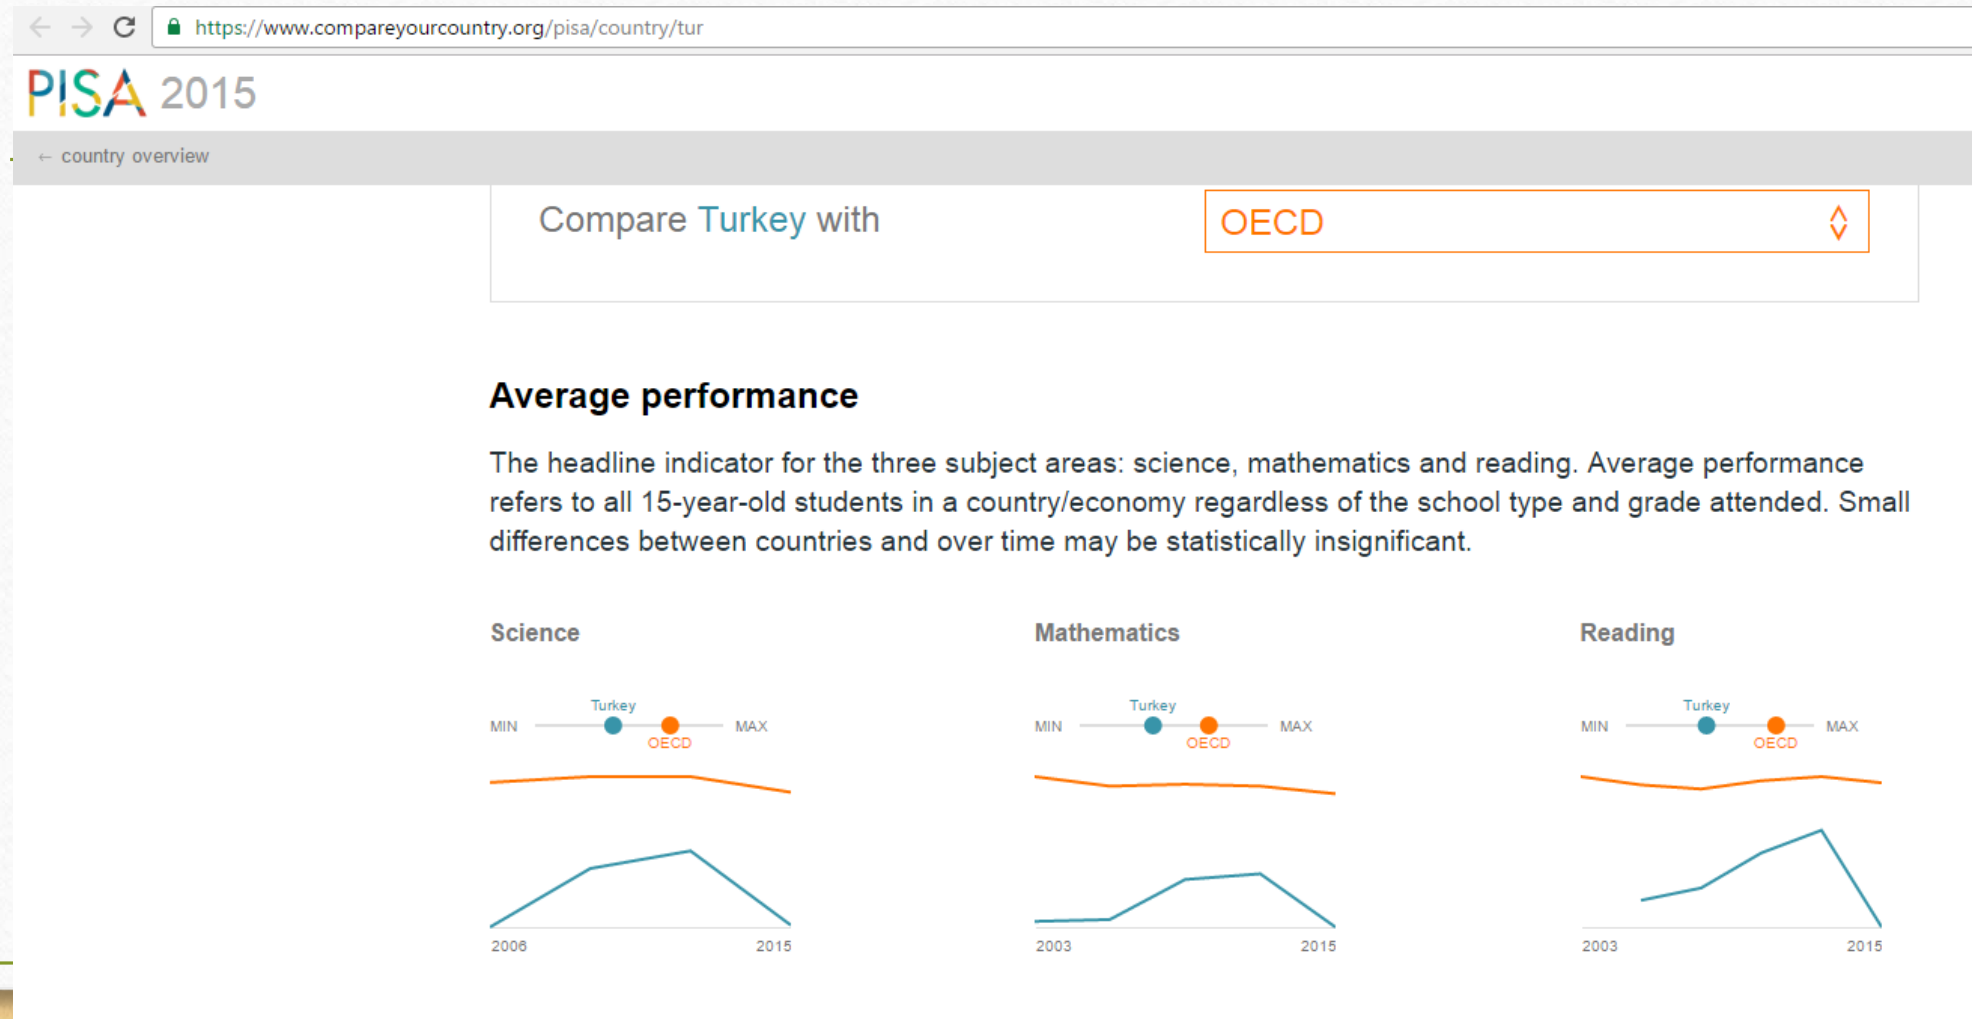 https://www.compareyourcountry.org/pisa/country/tur
PISA 2015
← country overview
Compare Turkey with
OECD
Average performance
The headline indicator for the three subject areas: science, mathematics and reading. Average performance
refers to all 15-year-old students in a country/economy regardless of the school type and grade attended. Small
differences between countries and over time may be statistically insignificant.
Science
Turkey
MIN
MAX
OECD
2006
2015
Mathematics
Turkey
MIN
MAX
OECD
2003
2015
Reading
Turkey
MIN
MAX
OECD
2003
2015